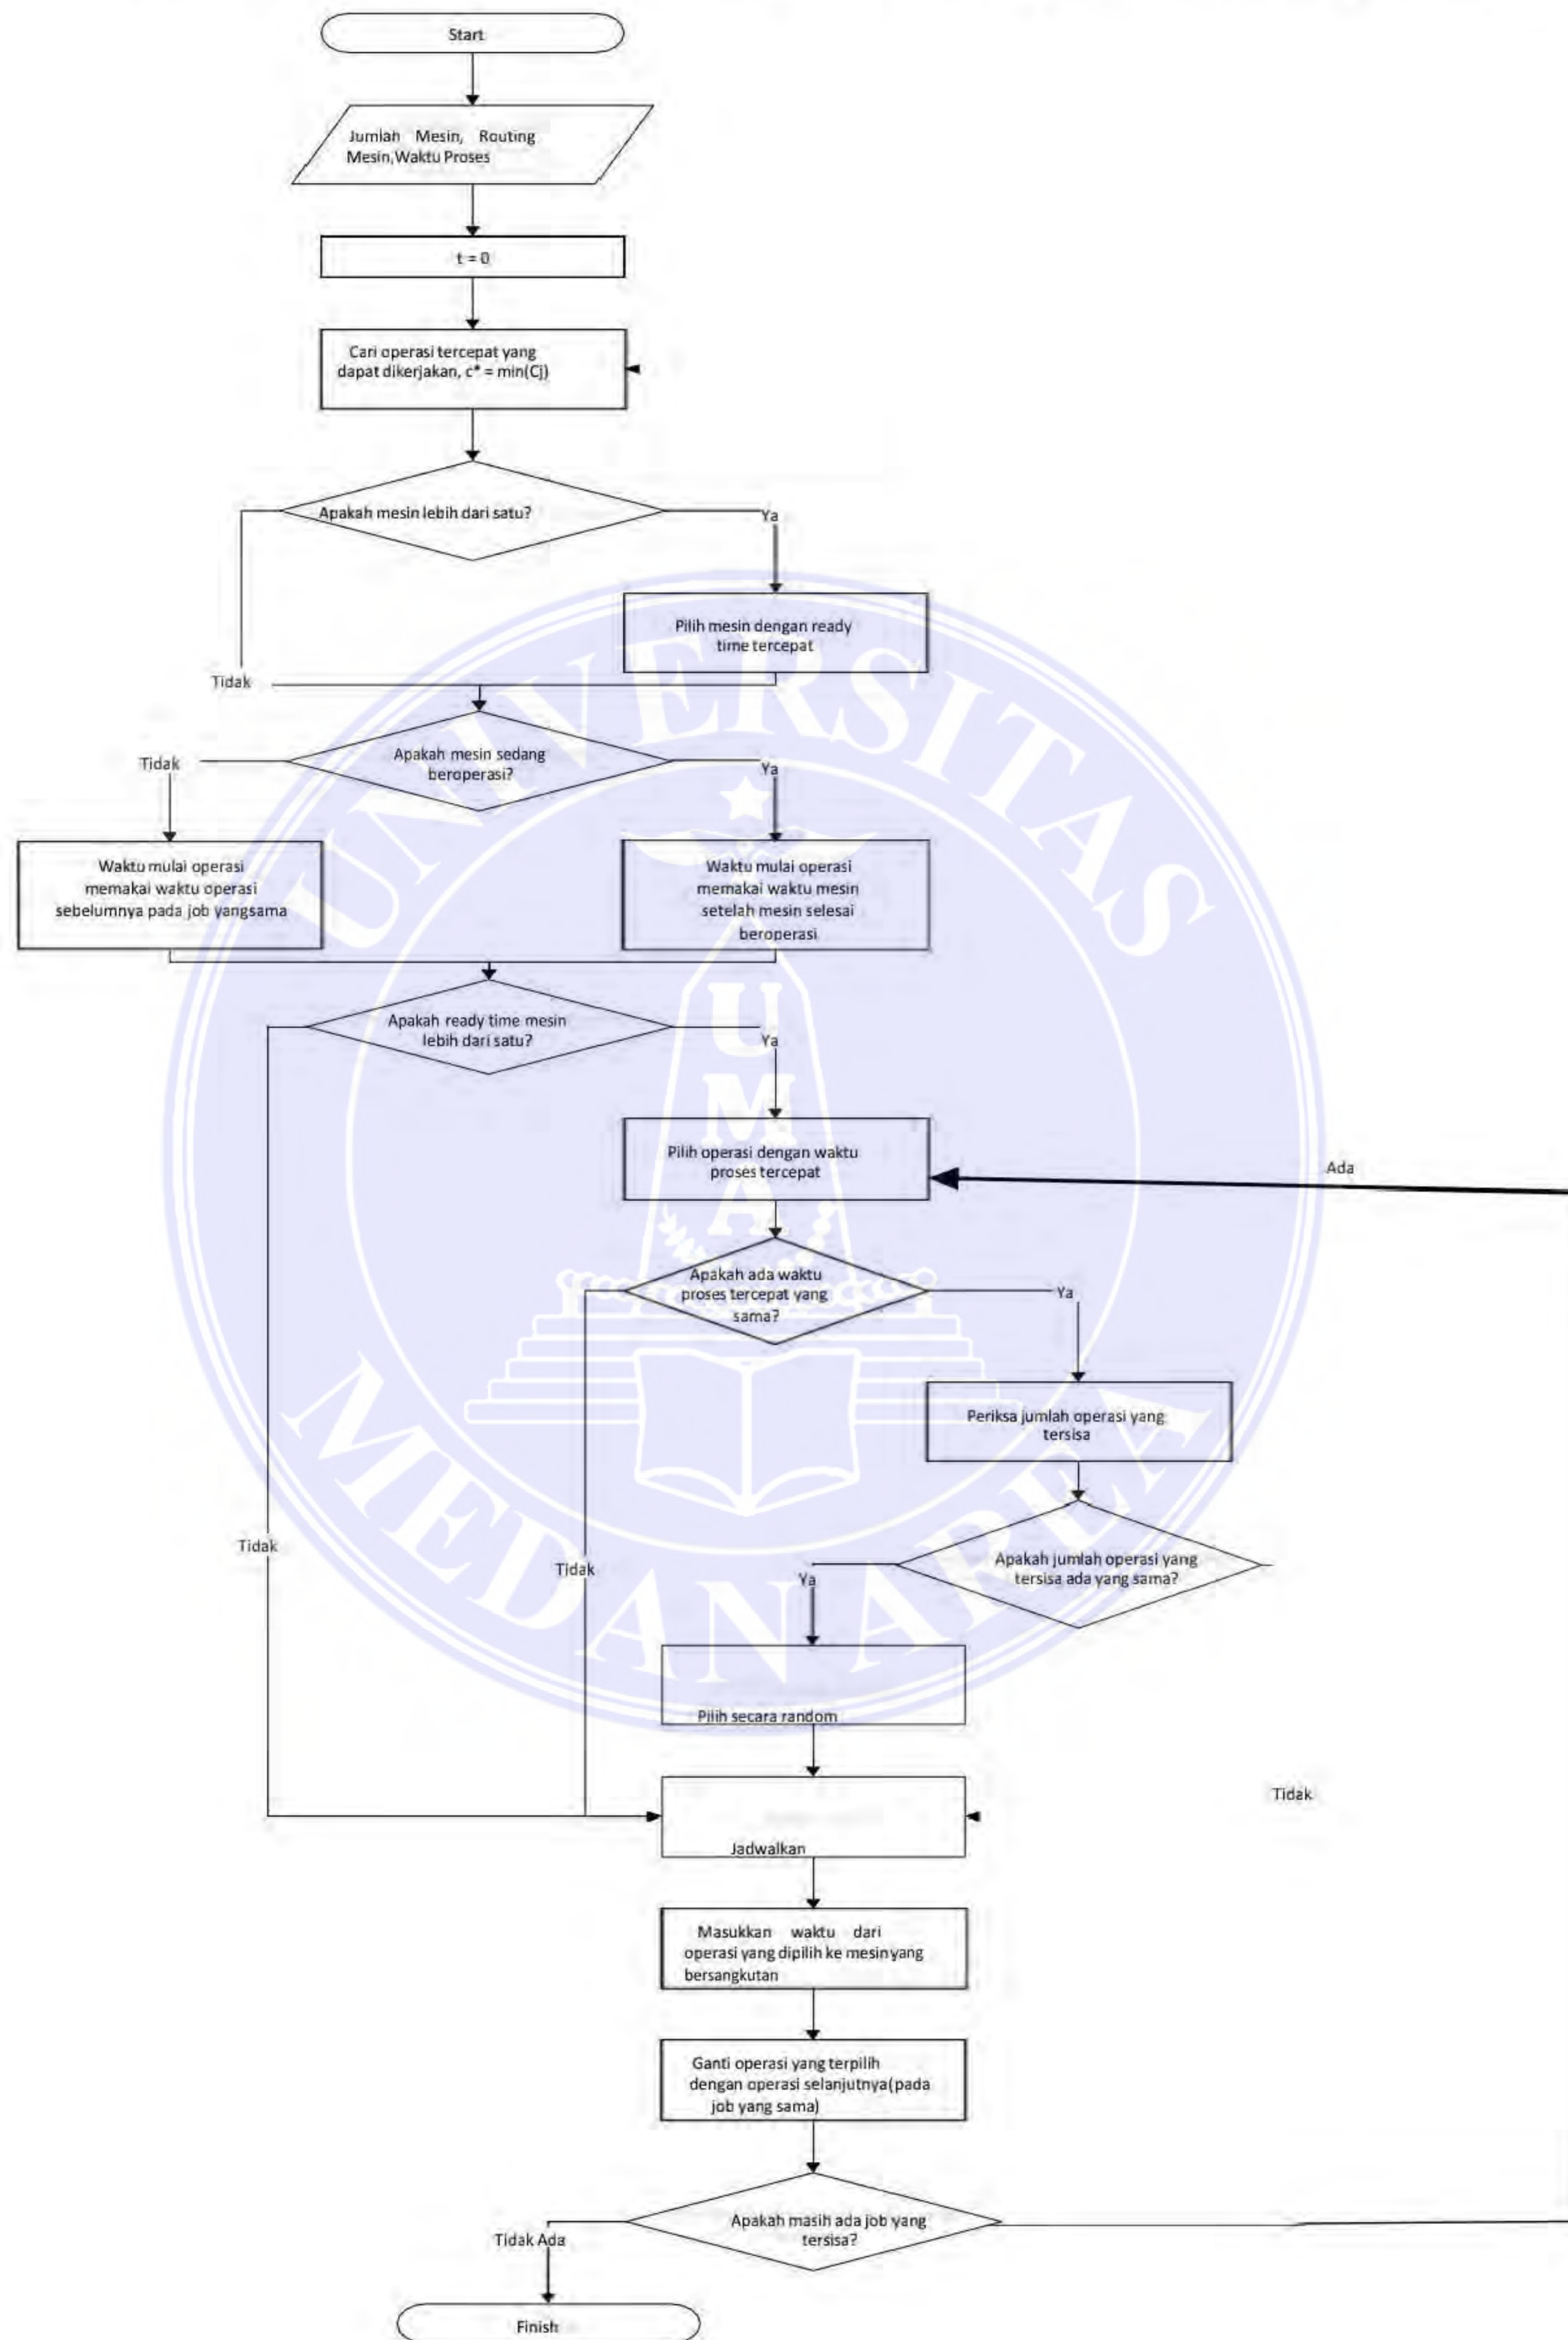 Start
Jumlah Mesin, Routing
Mesin,Waktu Proses
t = 0
Cari operasi tercepat yang
dapat dikerjakan, c* = min(Cj)
Apakah mesin lebih dari satu?
Ya
Pilih mesin dengan ready
time tercepat
Tidak
Apakah mesin sedang
beroperasi?
Tidak
Ya
Waktu mulai operasi
memakai waktu operasi
sebelumnya pada job yangsama
Waktu mulai operasi
memakai waktu mesin
setelah mesin selesai
beroperasi
Apakah ready time mesin
lebih dari satu?
Ya
Pilih operasi dengan waktu
proses tercepat
Ada
Apakah ada waktu
proses tercepat yang
sama?
Ya
Periksa jumlah operasi yang
tersisa
Tidak
Tidak
Apakah jumlah operasi yang
tersisa ada yang sama?
Ya
Pilih secara random
Tidak
Jadwalkan
Masukkan waktu dari
operasi yang dipilih ke mesinyang
bersangkutan
Ganti operasi yang terpilih
dengan operasi selanjutnya(pada
job yang sama)
Apakah masih ada job yang
tersisa?
Tidak Ada
Finish
UNIVERSITAS
MEDAN AREA
U
M
A